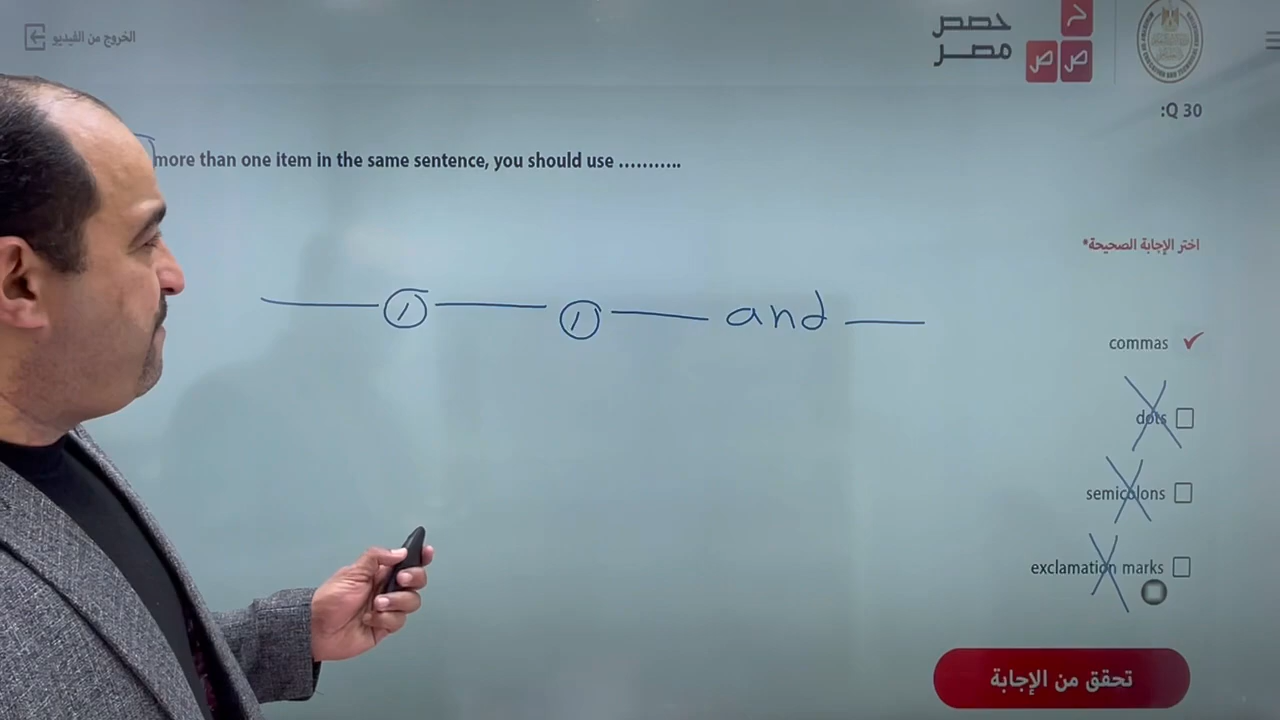 الخروج من الفيديو
حصص
مصر
ح
ص ص
:Q 30
more than one item in the same sentence, you should use ...........
اختر الإجابة الصحيحة*
, , and
commas
dots
semicolons
exclamation marks
تحقق من الإجابة